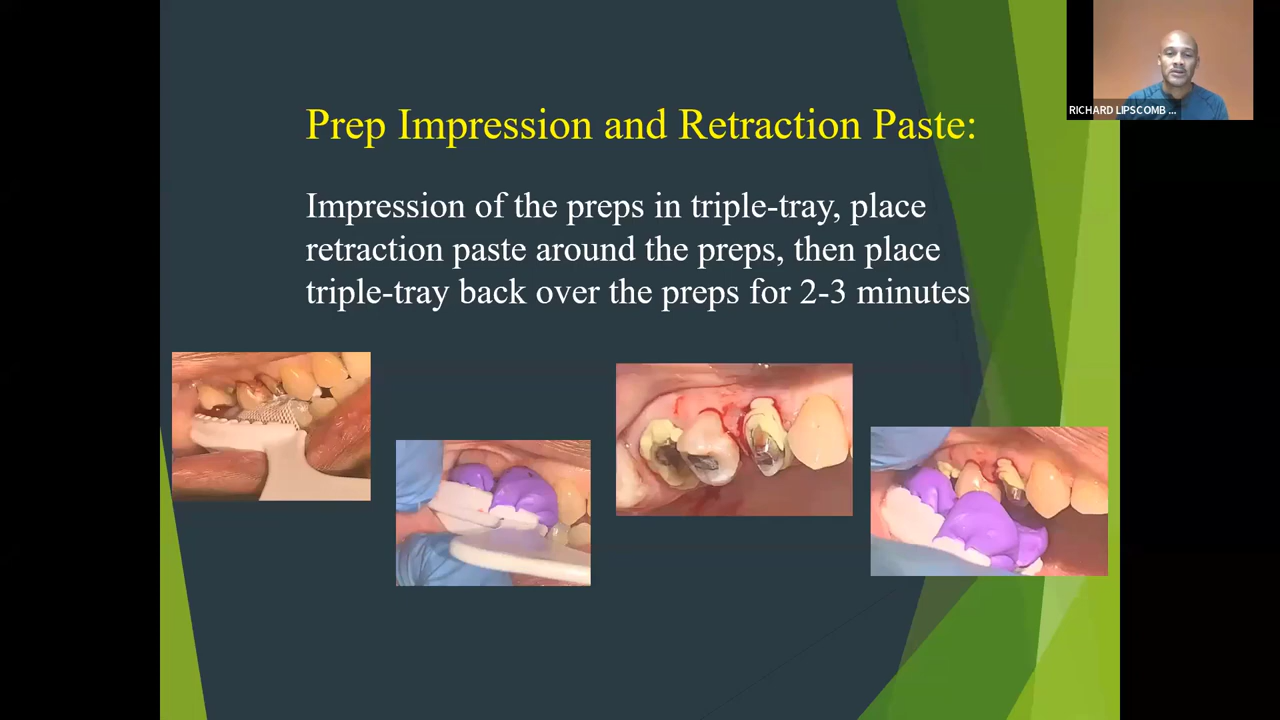 RICHARD LIPSCOMB ...
Prep Impression and Retraction Paste:
Impression of the preps in triple-tray, place
retraction paste around the preps, then place
triple-tray back over the preps for 2-3 minutes